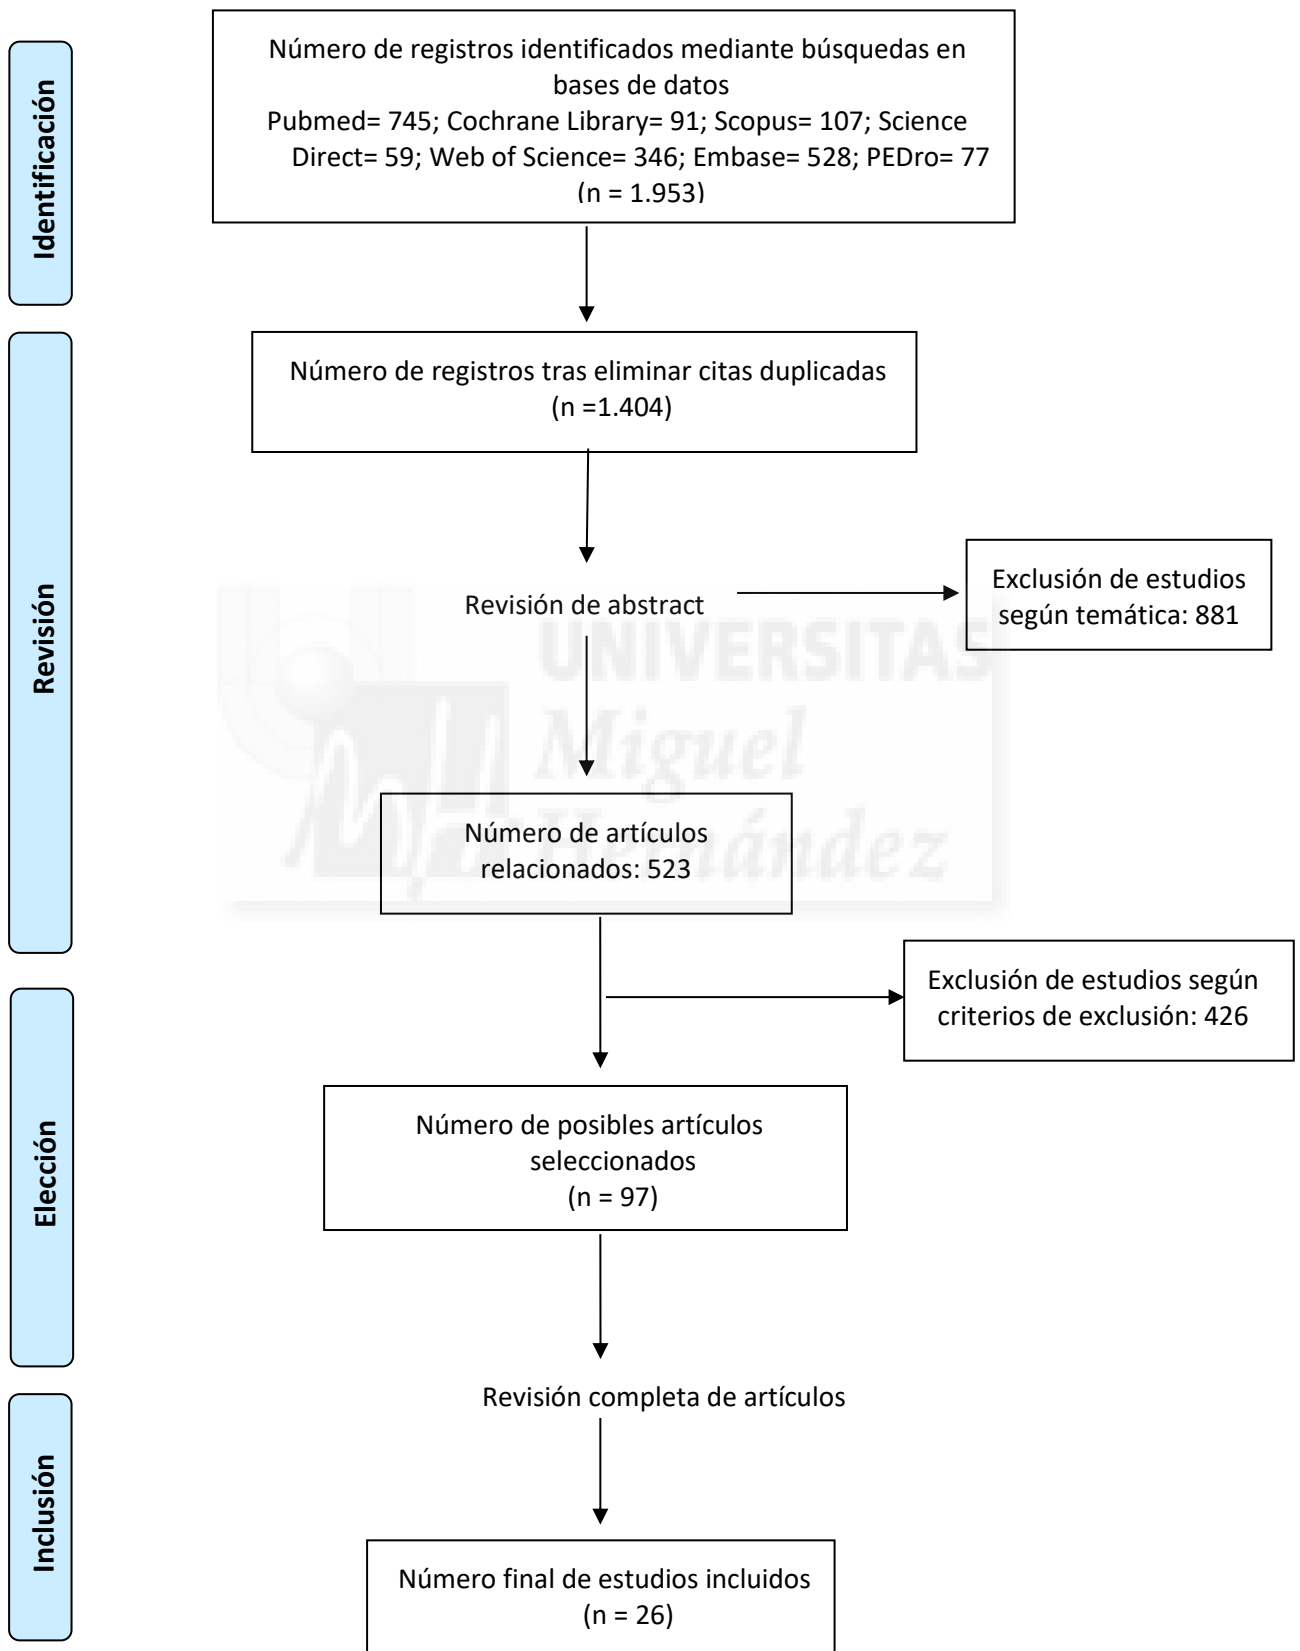 Identificación
Número de registros identificados mediante búsquedas en
bases de datos
Pubmed= 745; Cochrane Library= 91; Scopus= 107; Science
Direct= 59; Web of Science= 346; Embase= 528; PEDro= 77
(n = 1.953)
Revisión
Número de registros tras eliminar citas duplicadas
(n =1.404)
Revisión de abstract
Exclusión de estudios
según temática: 881
UNIVERSITAS
Miguel
Hernández
Número de artículos
relacionados: 523
Exclusión de estudios según
criterios de exclusión: 426
Elección
Número de posibles artículos
seleccionados
(n = 97)
Revisión completa de artículos
Inclusión
Número final de estudios incluidos
(n = 26)